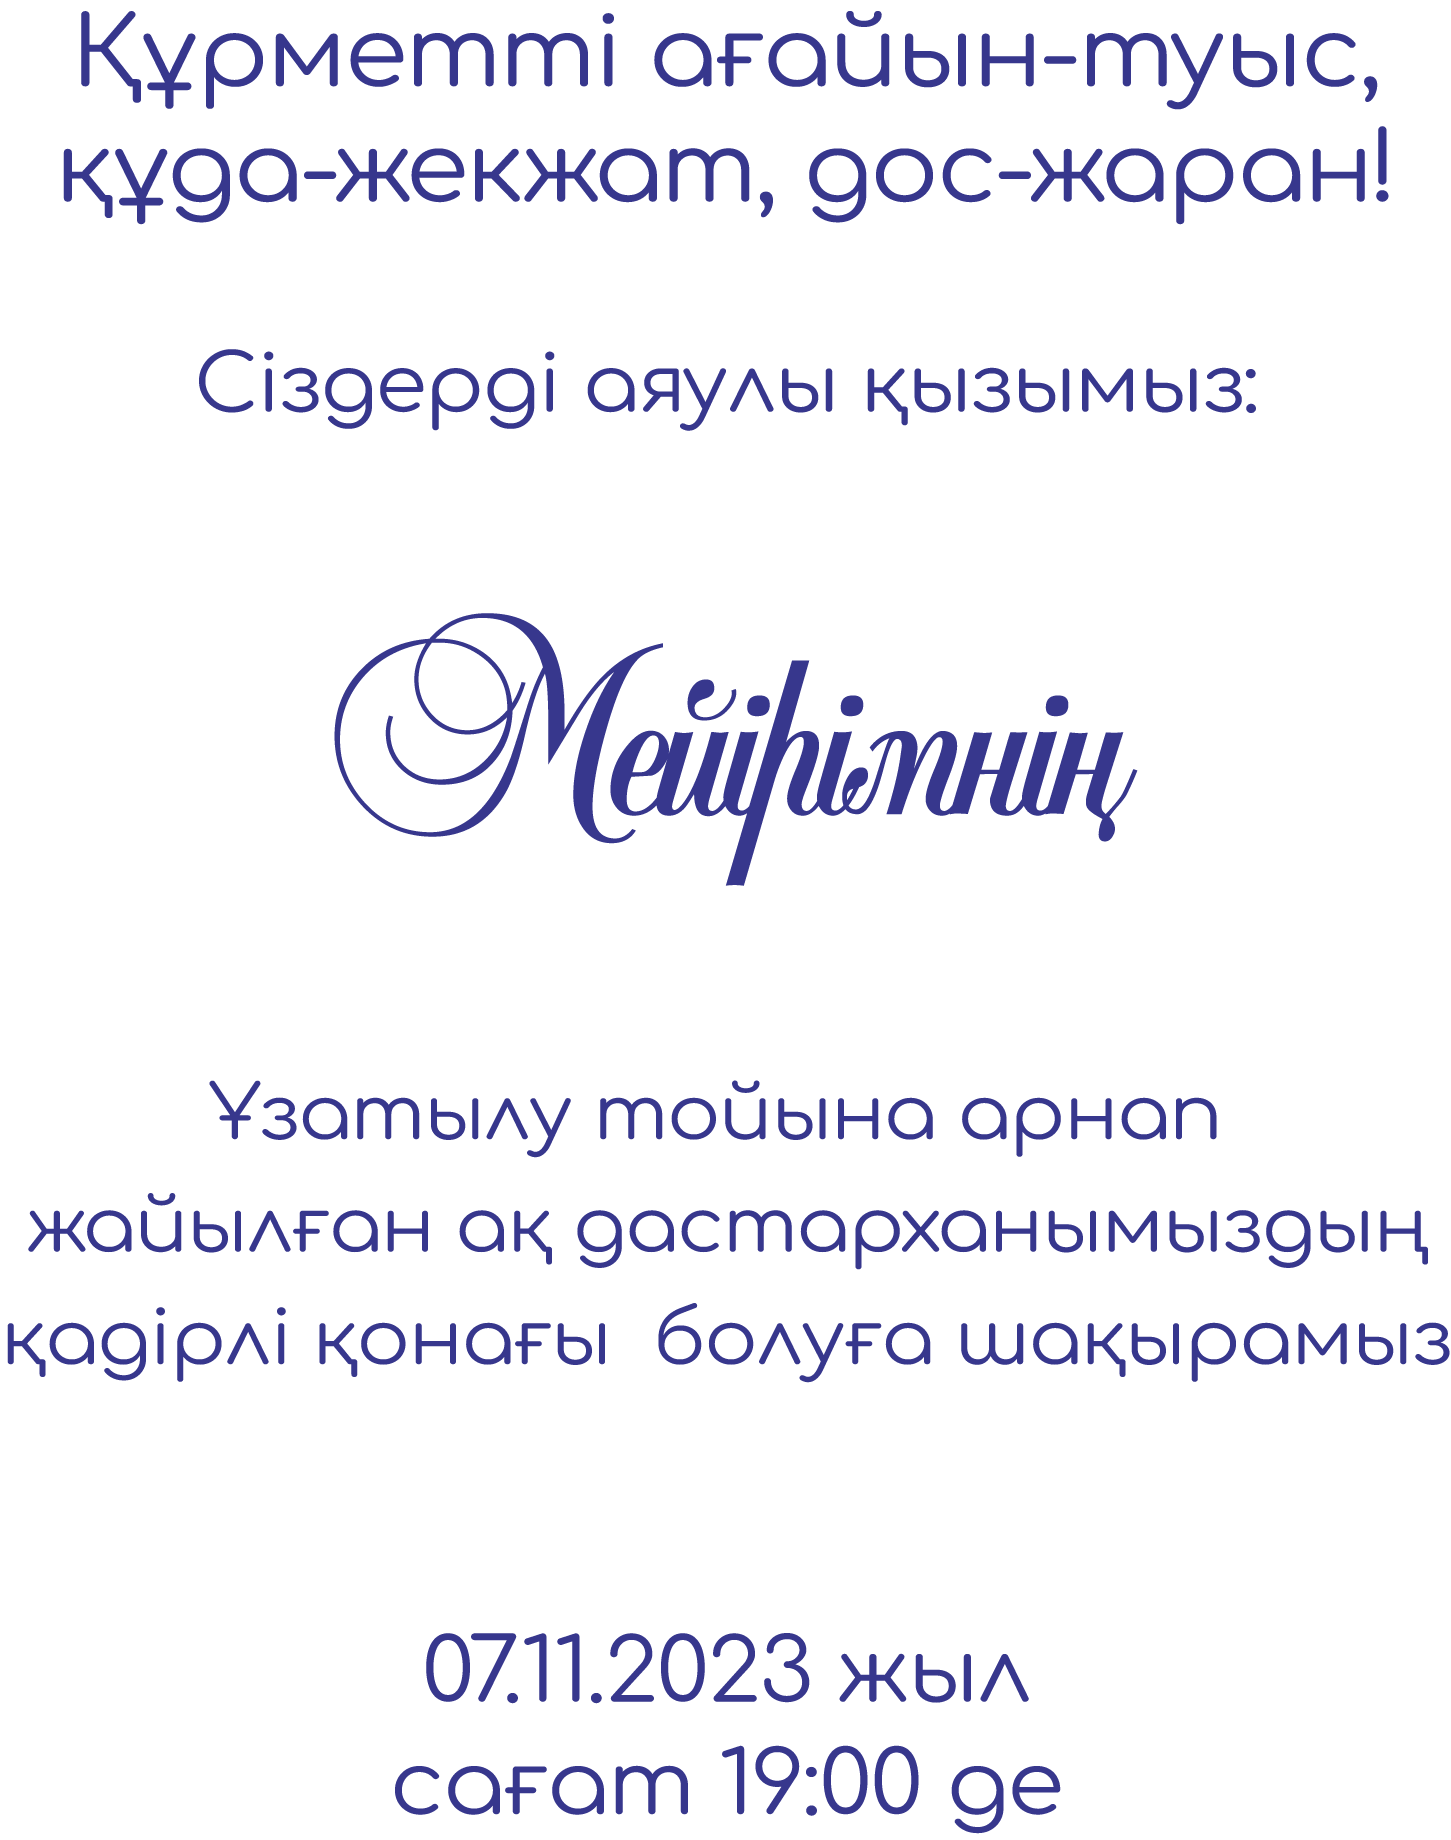 Құрметті ағайын-туыс,
құда-жекжат, дос-жаран!
Сіздерді аяулы қызымыз:
Мейірімнің
Ұзатылу тойына арнап
жайылған ақ дастарханымыздың
қадірлі қонағы болуға шақырамыз
07.11.2023 жыл
сағат 19:00 де